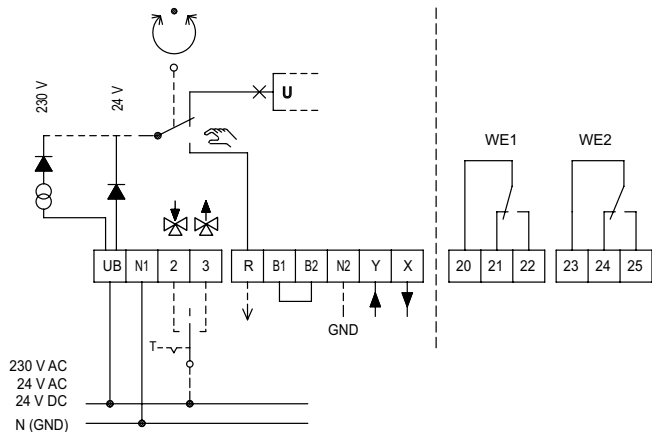 230 V
24 V
U
WE1
WE2
UB N1 2 3 R B1 B2 N2 Y X
20 21 22
23 24 25
GND
T
230 V AC
24 V AC
24 V DC
N (GND)